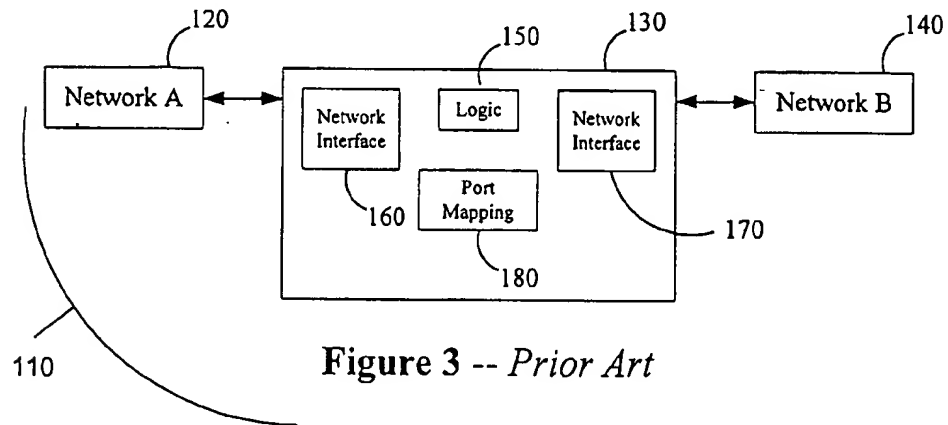 120
150
130
140
Network A
Network
Interface
Logic
Network
Interface
Network B
Port
Mapping
160
170
180
110
Figure 3 -- Prior Art